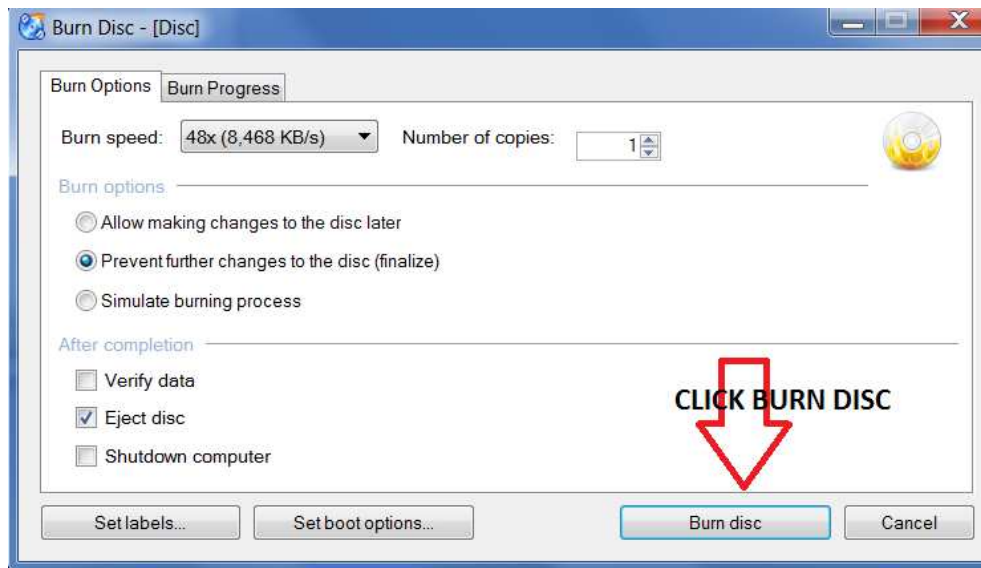 Burn Disc - [Disc]
Burn Options Burn Progress
Burn speed: 48x (8,468 KB/s) Number of copies: 1
Burn options
Allow making changes to the disc later
Prevent further changes to the disc (finalize)
Simulate burning process
After completion
Verify data
Eject disc
Shutdown computer
CLICK BURN DISC
Set labels... Set boot options... Burn disc Cancel